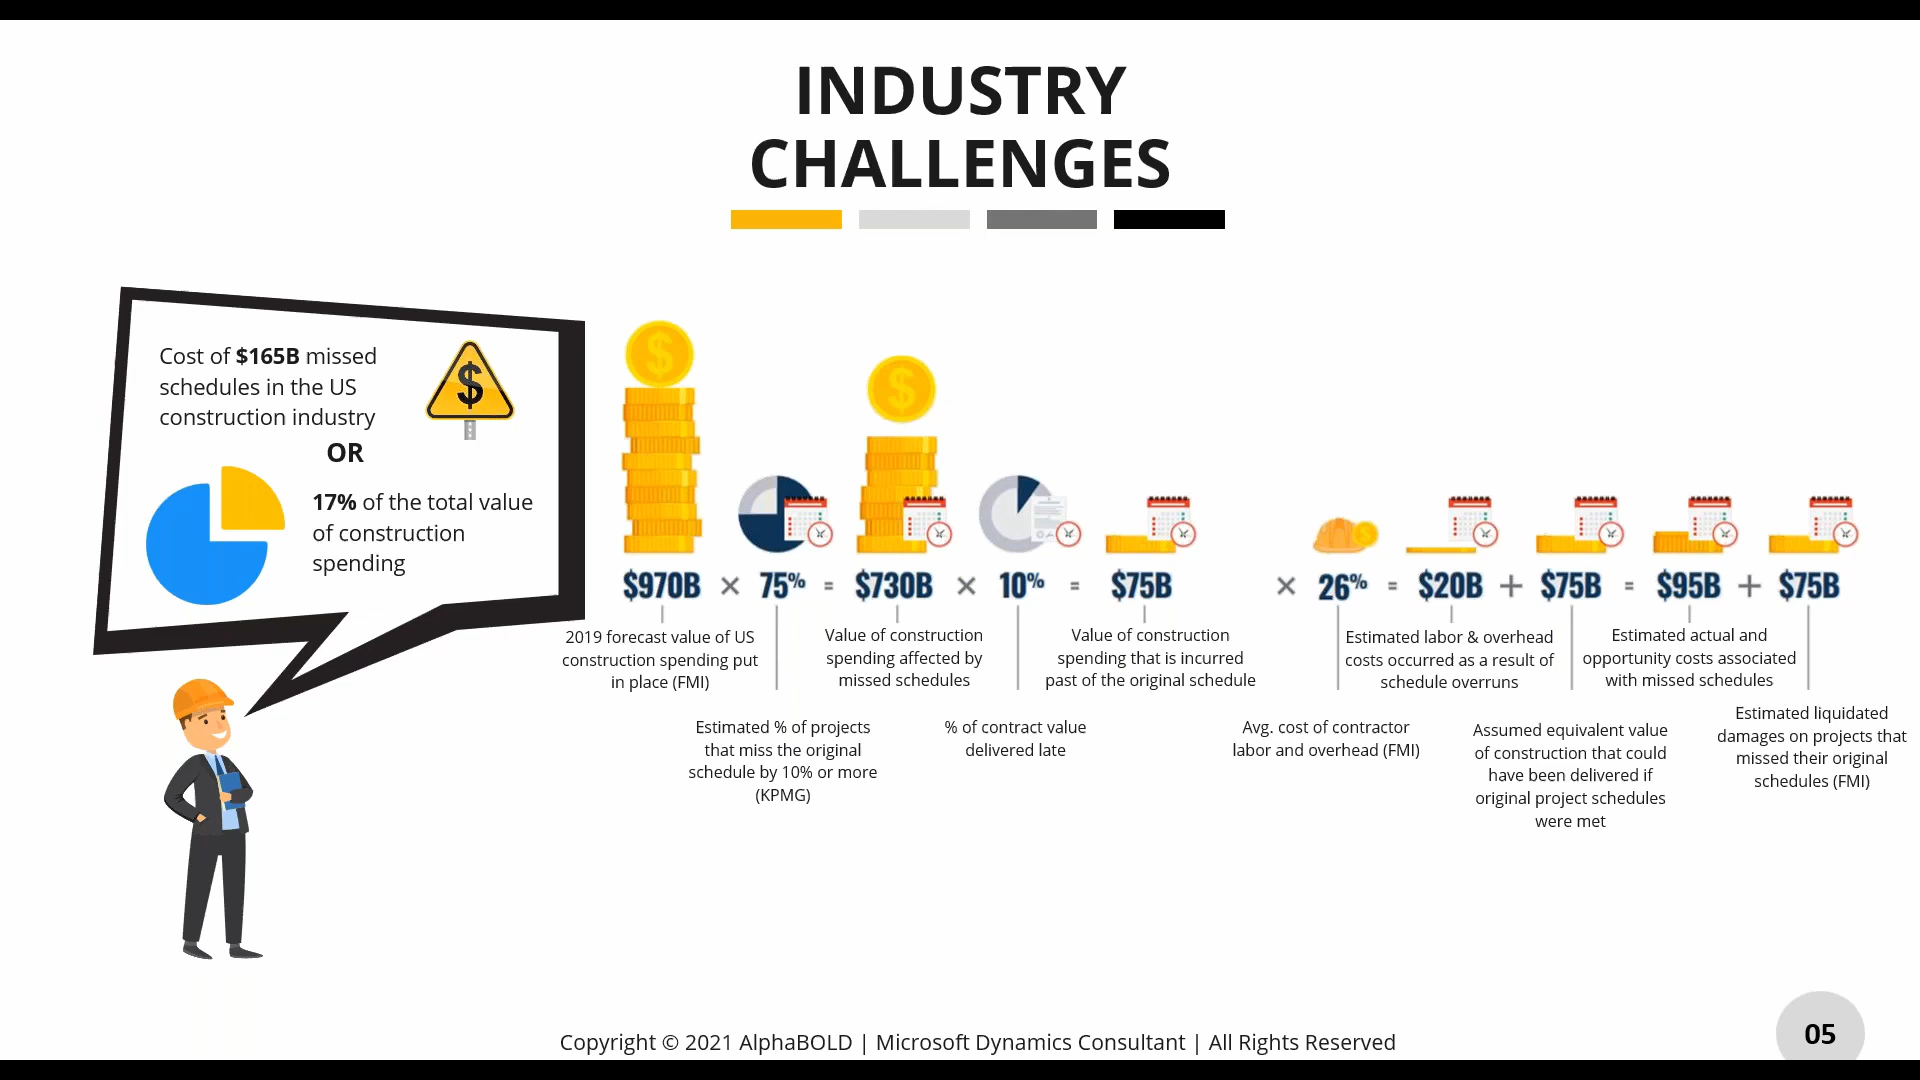 INDUSTRY
CHALLENGES
Cost of $165B missed
schedules in the US
construction industry
$
OR
17% of the total value
of construction
spending
$
$
$970B × 75% = $730B × 10% = $75B × 26% = $20B + $75B = $95B + $75B
2019 forecast value of US
construction spending put
in place (FMI)
Estimated % of projects
that miss the original
schedule by 10% or more
(KPMG)
Value of construction
spending affected by
missed schedules
% of contract value
delivered late
Value of construction
spending that is incurred
past of the original schedule
Avg. cost of contractor
labor and overhead (FMI)
Estimated labor & overhead
costs occurred as a result of
schedule overruns
Assumed equivalent value
of construction that could
have been delivered if
original project schedules
were met
Estimated actual and
opportunity costs associated
with missed schedules
Estimated liquidated
damages on projects that
missed their original
schedules (FMI)
Copyright © 2021 AlphaBOLD | Microsoft Dynamics Consultant | All Rights Reserved
05